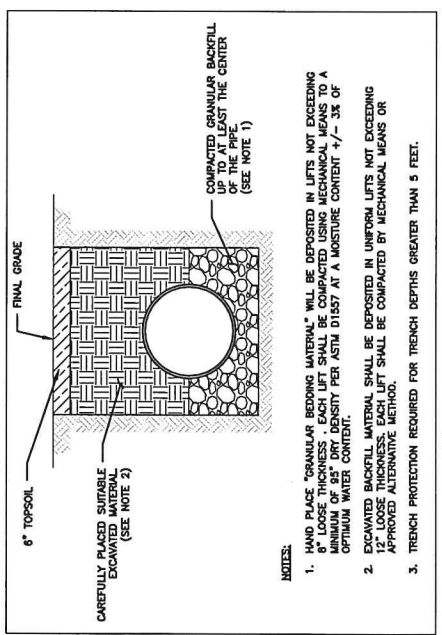 FINAL GRADE
6" TOPSOIL
CAREFULLY PLACED SUITABLE
EXCAVATED MATERIAL
(SEE NOTE 2)
COMPACTED GRANULAR BACKFILL
UP TO AT LEAST THE CENTER
OF THE PIPE.
(SEE NOTE 1)
NOTES:
1. HAND PLACE "GRANULAR BEDDING MATERIAL" WILL BE DEPOSITED IN LIFTS NOT EXCEEDING
8" LOOSE THICKNESS. EACH LIFT SHALL BE COMPACTED USING MECHANICAL MEANS TO A
MINIMUM OF 95" DRY DENSITY PER ASTM D1557 AT A MOISTURE CONTENT +/- 3% OF
OPTIMUM WATER CONTENT.
2. EXCAVATED BACKFILL MATERIAL SHALL BE DEPOSITED IN UNIFORM LIFTS NOT EXCEEDING
12" LOOSE THICKNESS. EACH LIFT SHALL BE COMPACTED BY MECHANICAL MEANS OR
APPROVED ALTERNATIVE METHOD.
3. TRENCH PROTECTION REQUIRED FOR TRENCH DEPTHS GREATER THAN 5 FEET.